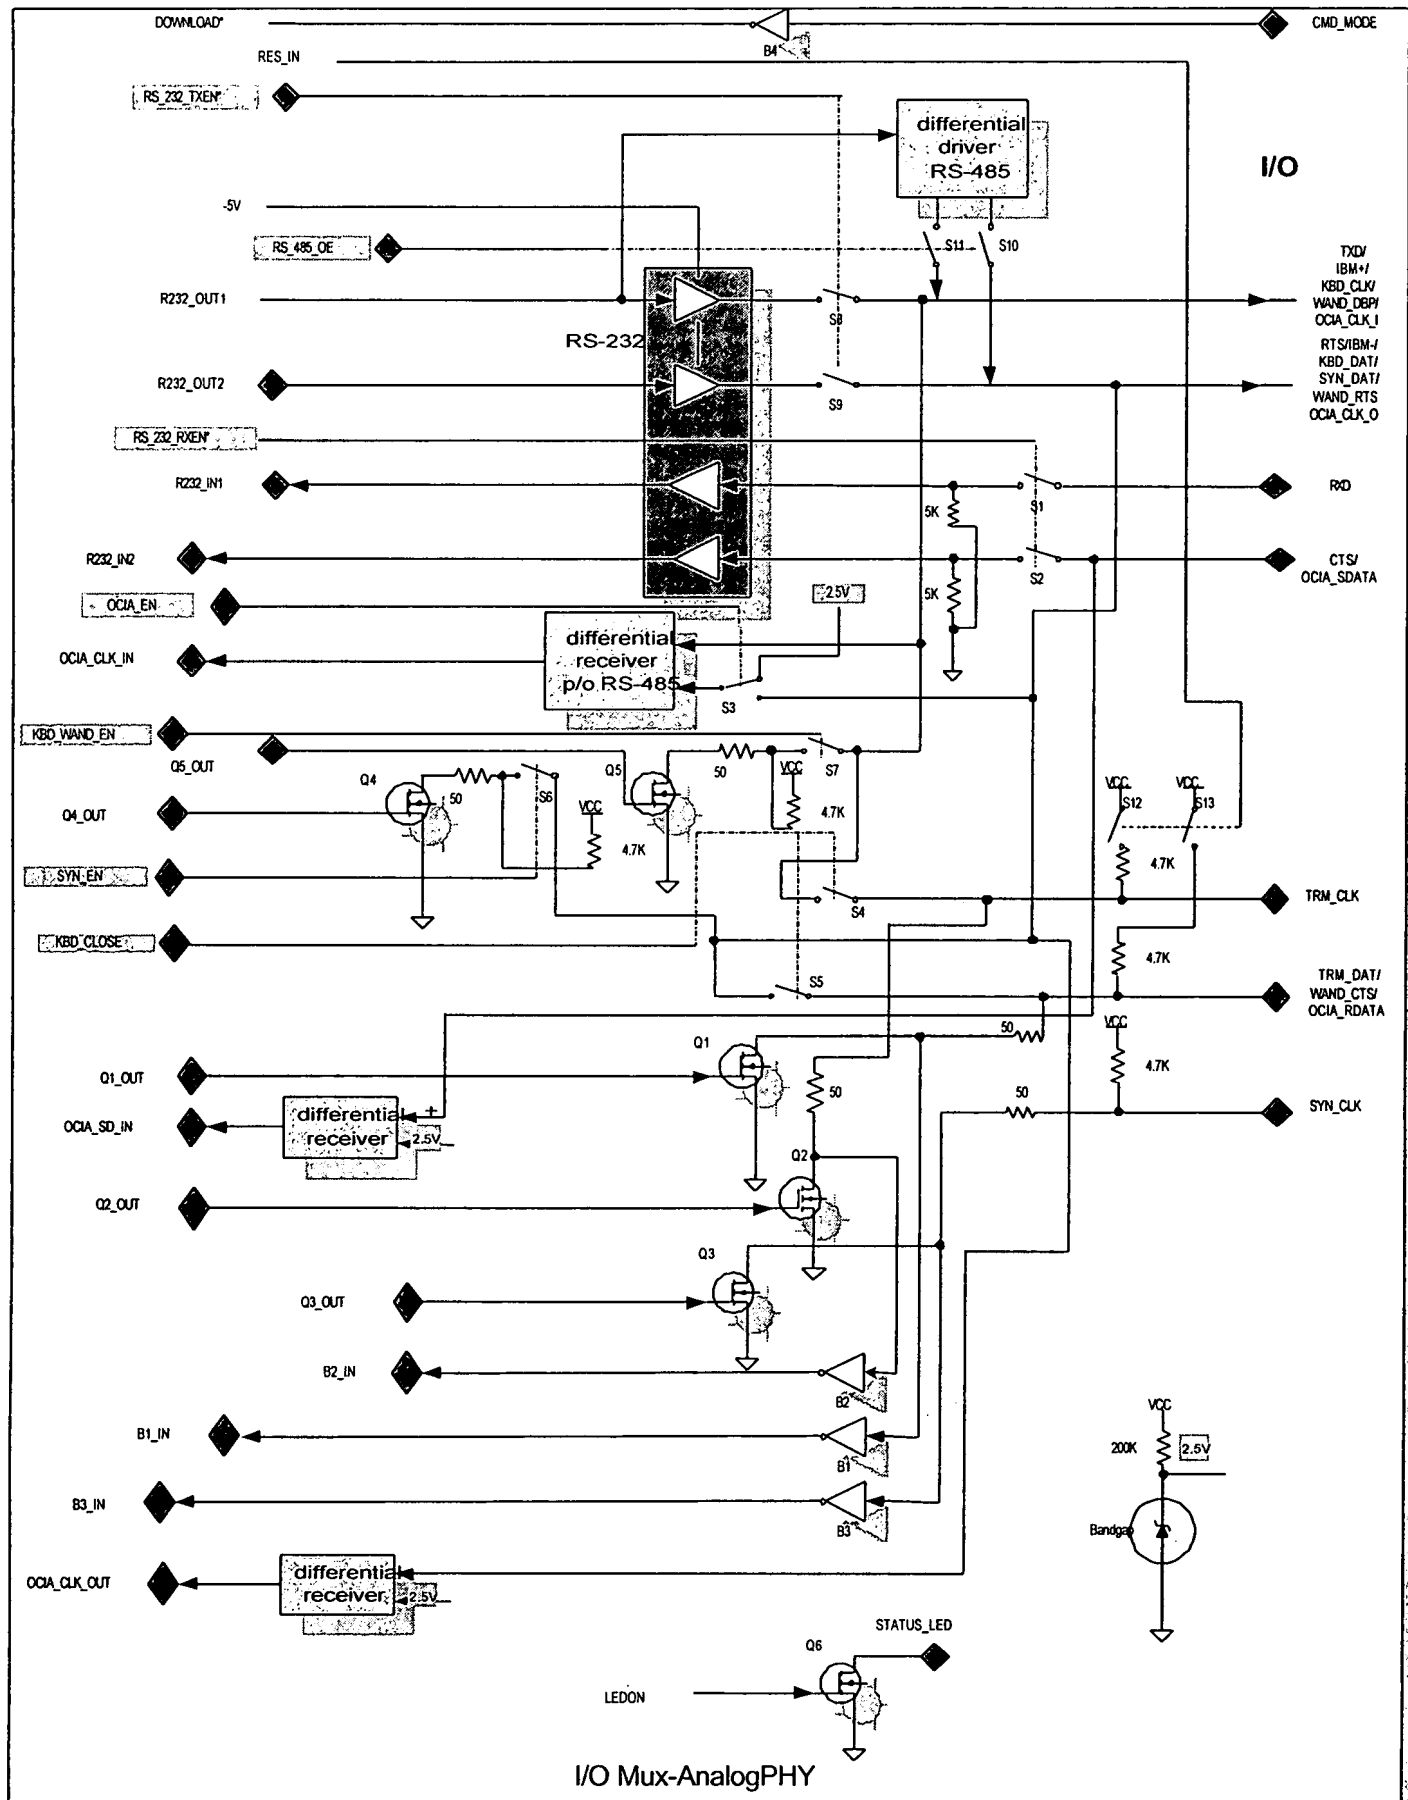 DOWNLOAD*
B4
CMD_MODE
RES_IN
RS_232_TXEN*
differential
driver
RS-485
I/O
-5V
RS_485_OE
S11
S10
TXD/
IBM+/
KBD_CLK/
WAND_DBP/
OCIA_CLK_I
R232_OUT1
S8
RS-232
RTS/IBM-/
KBD_DAT/
SYN_DAT/
WAND_RTS
OCIA_CLK_O
R232_OUT2
S9
RS_232_RXEN*
R232_IN1
5K
S1
RXD
R232_IN2
S2
CTS/
OCIA_SDATA
OCIA_EN
5K
2.5V
OCIA_CLK_IN
differential
receiver
p/o RS-485
S3
KBD_WAND_EN
Q5_OUT
Q4
50
S6
Q5
50
VCC
S7
VCC
S12
VCC
S13
Q4_OUT
VCC
4.7K
4.7K
4.7K
SYN_EN
S4
TRM_CLK
KBD_CLOSE
4.7K
S5
TRM_DAT/
WAND_CTS/
OCIA_RDATA
Q1
50
VCC
4.7K
Q1_OUT
50
50
SYN_CLK
OCIA_SD_IN
differential
receiver
+
2.5V
Q2
Q2_OUT
Q3
Q3_OUT
B2_IN
B2
VCC
B1_IN
B1
200K
2.5V
B3_IN
B3
Bandgap
OCIA_CLK_OUT
differential
receiver
2.5V
STATUS_LED
Q6
LEDON
I/O Mux-AnalogPHY